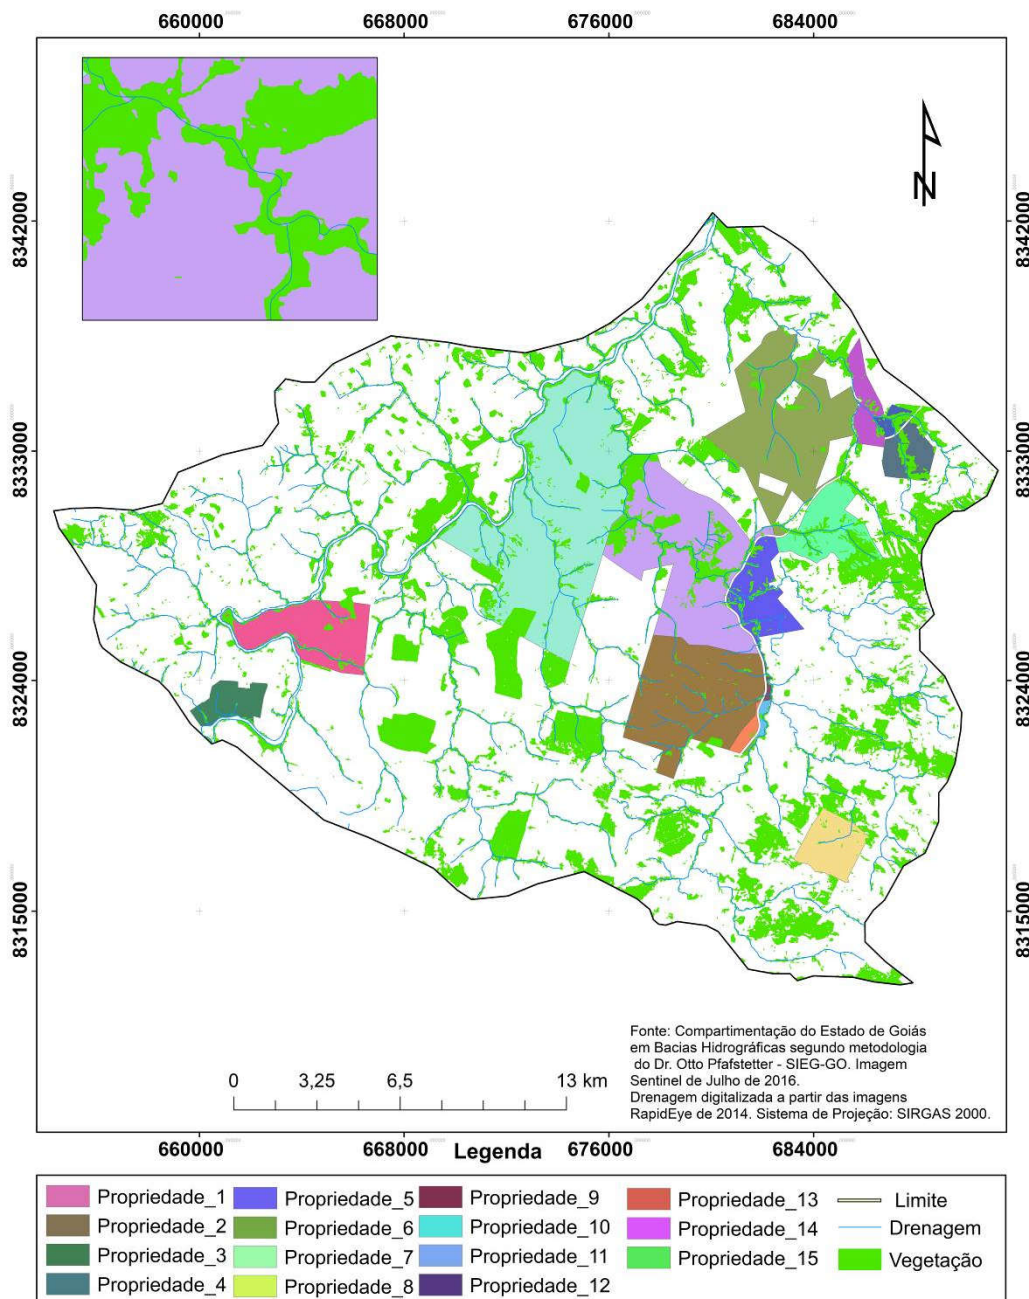 660000 668000 676000 684000
N
8342000 8342000
8333000 8333000
8324000 8324000
8315000 8315000
Fonte: Compartimentação do Estado de Goiás
em Bacias Hidrográficas segundo metodologia
do Dr. Otto Pfafstetter - SIEG-GO. Imagem
Sentinel de Julho de 2016.
Drenagem digitalizada a partir das imagens
RapidEye de 2014. Sistema de Projeção: SIRGAS 2000.
0 3,25 6,5 13 km
660000 668000 676000 684000
Legenda
Propriedade_1
Propriedade_2
Propriedade_3
Propriedade_4
Propriedade_5
Propriedade_6
Propriedade_7
Propriedade_8
Propriedade_9
Propriedade_10
Propriedade_11
Propriedade_12
Propriedade_13
Propriedade_14
Propriedade_15
Limite
Drenagem
Vegetação